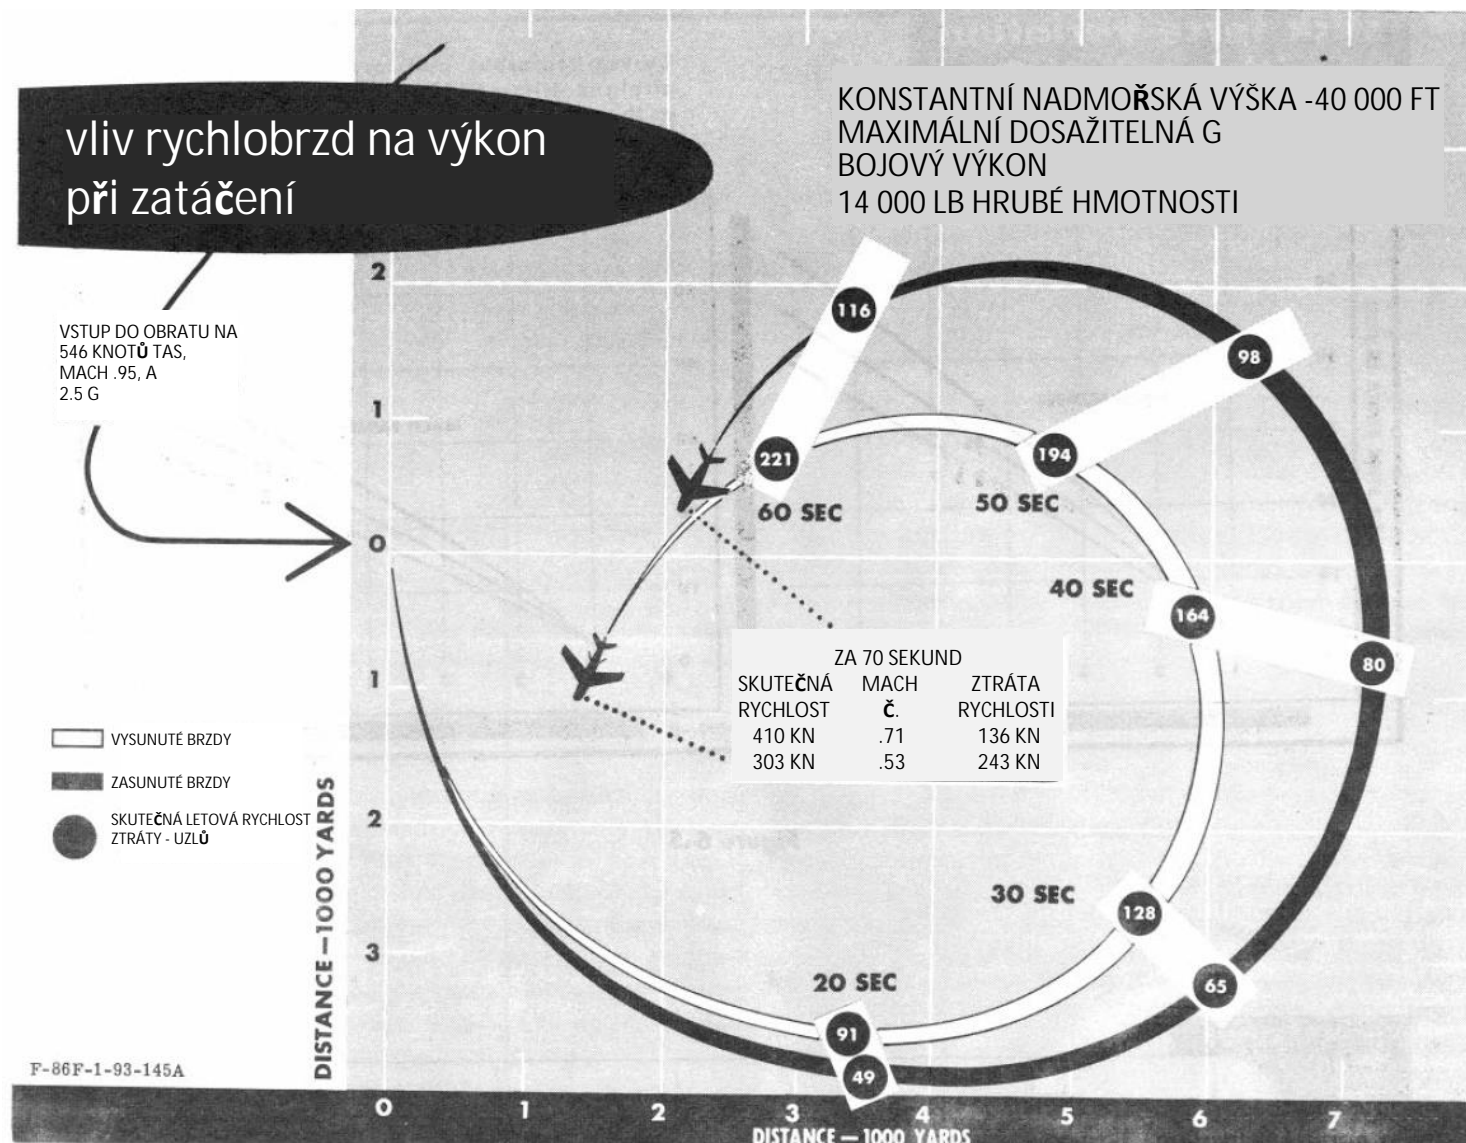 vliv rychlobrzd na výkon
při zatáčení
KONSTANTNÍ NADMOŘSKÁ VÝŠKA -40 000 FT
MAXIMÁLNÍ DOSAŽITELNÁ G
BOJOVÝ VÝKON
14 000 LB HRUBÉ HMOTNOSTI
VSTUP DO OBRATU NA
546 KNOTŮ TAS,
MACH .95, A
2.5 G
2
1
0
1
2
3
116
98
221
194
60 SEC
50 SEC
40 SEC
164
80
ZA 70 SEKUND
SKUTEČNÁ MACH ZTRÁTA
RYCHLOST Č. RYCHLOSTI
410 KN .71 136 KN
303 KN .53 243 KN
VYSUNUTÉ BRZDY
ZASUNUTÉ BRZDY
SKUTEČNÁ LETOVÁ RYCHLOST
ZTRÁTY - UZLŮ
DISTANCE — 1000 YARDS
30 SEC
128
65
20 SEC
91
49
F-86F-1-93-145A
0 1 2 3 4 5 6 7
DISTANCE — 1000 YARDS